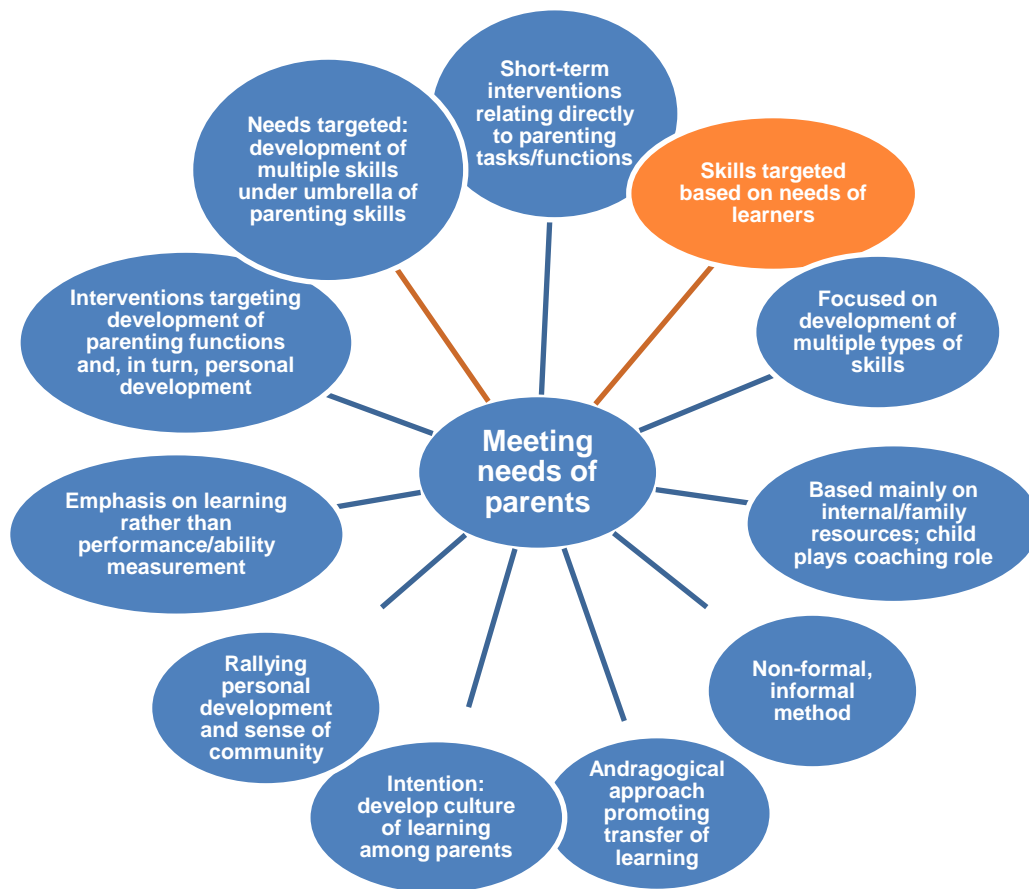 Short-term
interventions
relating directly
to parenting
tasks/functions
Skills targeted
based on needs of
learners
Focused on
development of
multiple types of
skills
Based mainly on
internal/family
resources; child
plays coaching role
Non-formal,
informal
method
Andragogical
approach
promoting
transfer of
learning
Intention:
develop culture
of learning
among parents
Rallying
personal
development
and sense of
community
Emphasis on learning
rather than
performance/ability
measurement
Interventions targeting
development of
parenting functions
and, in turn, personal
development
Needs targeted:
development of
multiple skills
under umbrella of
parenting skills
Meeting
needs of
parents